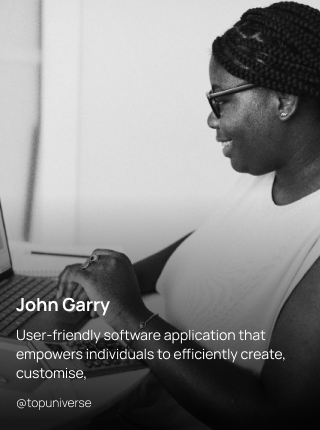 John Garry
User-friendly software application that
empowers individuals to efficiently create,
customise,
@topuniverse